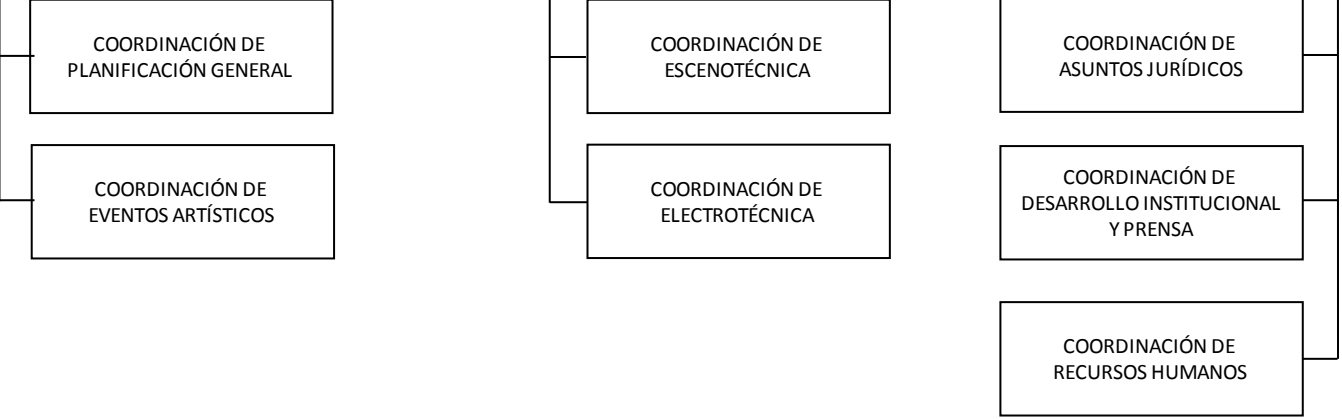 COORDINACIÓN DE
PLANIFICACIÓN GENERAL
COORDINACIÓN DE
EVENTOS ARTÍSTICOS
COORDINACIÓN DE
ESCENOTÉCNICA
COORDINACIÓN DE
ELECTROTÉCNICA
COORDINACIÓN DE
ASUNTOS JURÍDICOS
COORDINACIÓN DE
DESARROLLO INSTITUCIONAL
Y PRENSA
COORDINACIÓN DE
RECURSOS HUMANOS